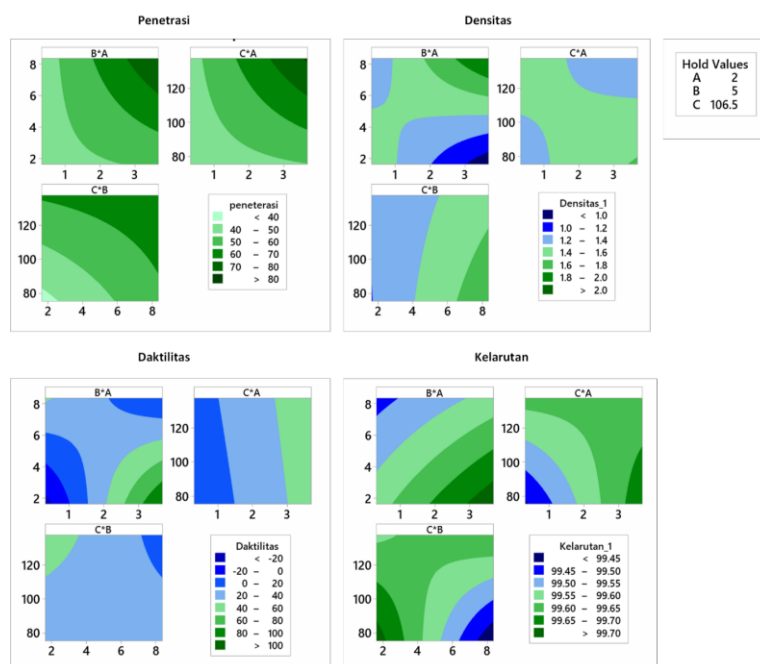 Penetrasi
B*A
C*A
8
6
4
2
1 2 3
120
100
80
1 2 3
C*B
120
100
80
2 4 6 8
peneterasi
< 40
40 – 50
50 – 60
60 – 70
70 – 80
> 80
Densitas
B*A
C*A
8
6
4
2
1 2 3
120
100
80
1 2 3
C*B
120
100
80
2 4 6 8
Densitas_1
< 1.0
1.0 – 1.2
1.2 – 1.4
1.4 – 1.6
1.6 – 1.8
1.8 – 2.0
> 2.0
Hold Values
A 2
B 5
C 106.5
Daktilitas
B*A
C*A
8
6
4
2
1 2 3
120
100
80
1 2 3
C*B
120
100
80
2 4 6 8
Daktilitas
< -20
-20 – 0
0 – 20
20 – 40
40 – 60
60 – 80
80 – 100
> 100
Kelarutan
B*A
C*A
8
6
4
2
1 2 3
120
100
80
1 2 3
C*B
120
100
80
2 4 6 8
Kelarutan_1
< 99.45
99.45 – 99.50
99.50 – 99.55
99.55 – 99.60
99.60 – 99.65
99.65 – 99.70
> 99.70